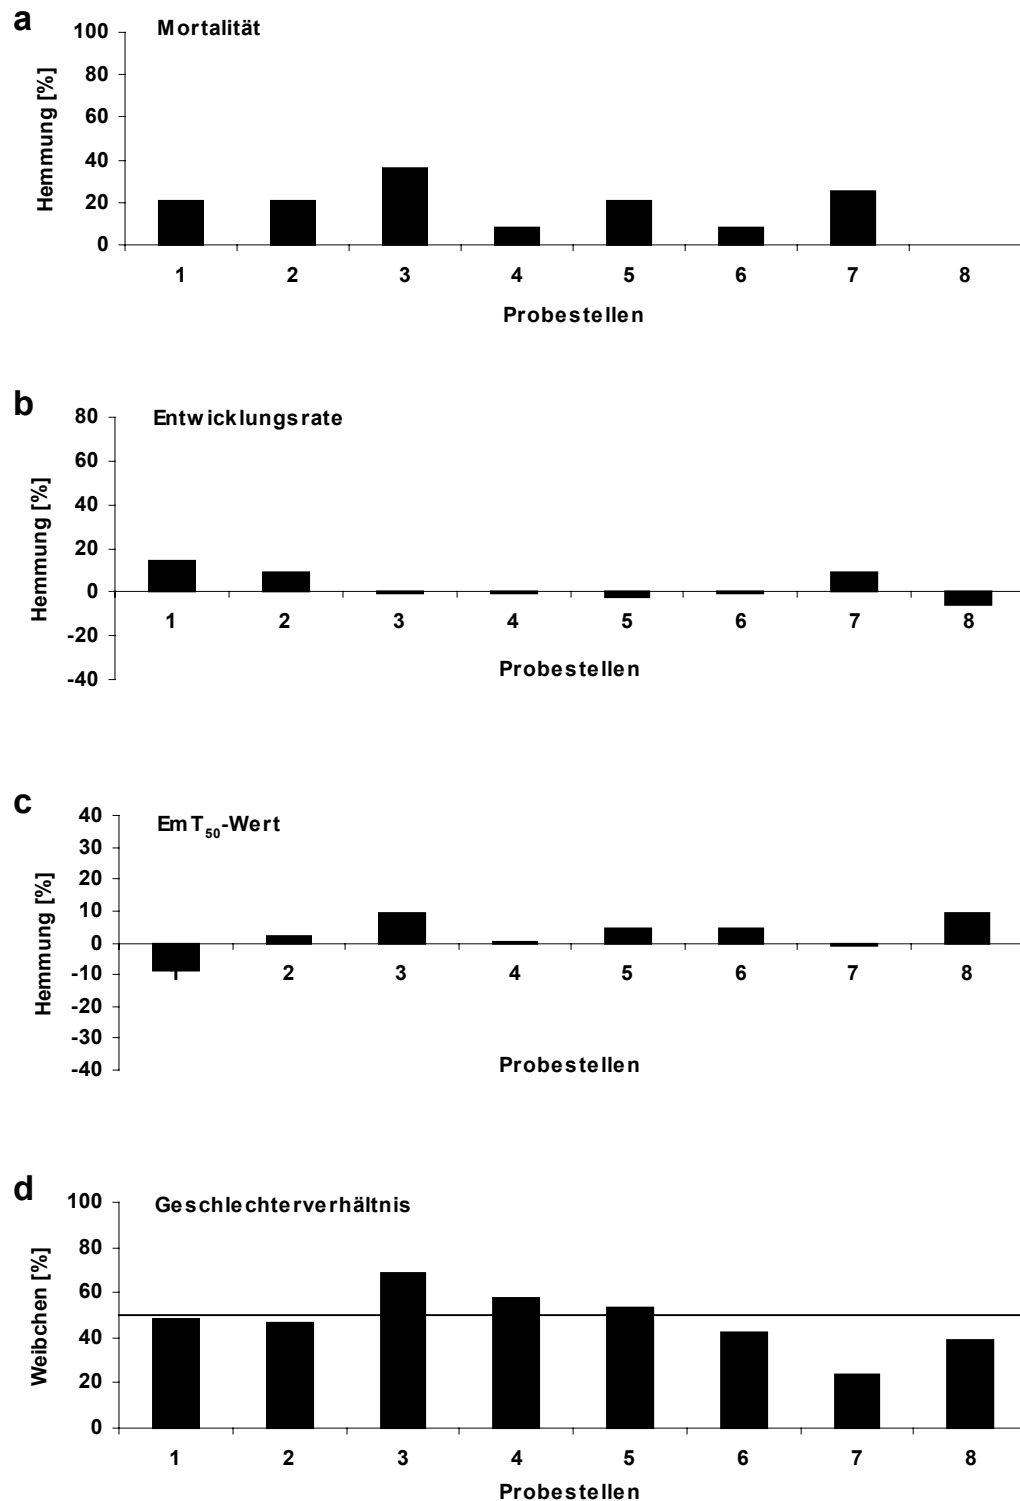 a
Mortalität
Hemmung [%]
100
80
60
40
20
0
1 2 3 4 5 6 7 8
Probestellen
b
Entwicklungsrate
Hemmung [%]
80
60
40
20
0
-20
-40
1 2 3 4 5 6 7 8
Probestellen
c
EmT₅₀-Wert
Hemmung [%]
40
30
20
10
0
-10
-20
-30
-40
2 3 4 5 6 7 8
Probestellen
d
Geschlechterverhältnis
Weibchen [%]
100
80
60
40
20
0
1 2 3 4 5 6 7 8
Probestellen